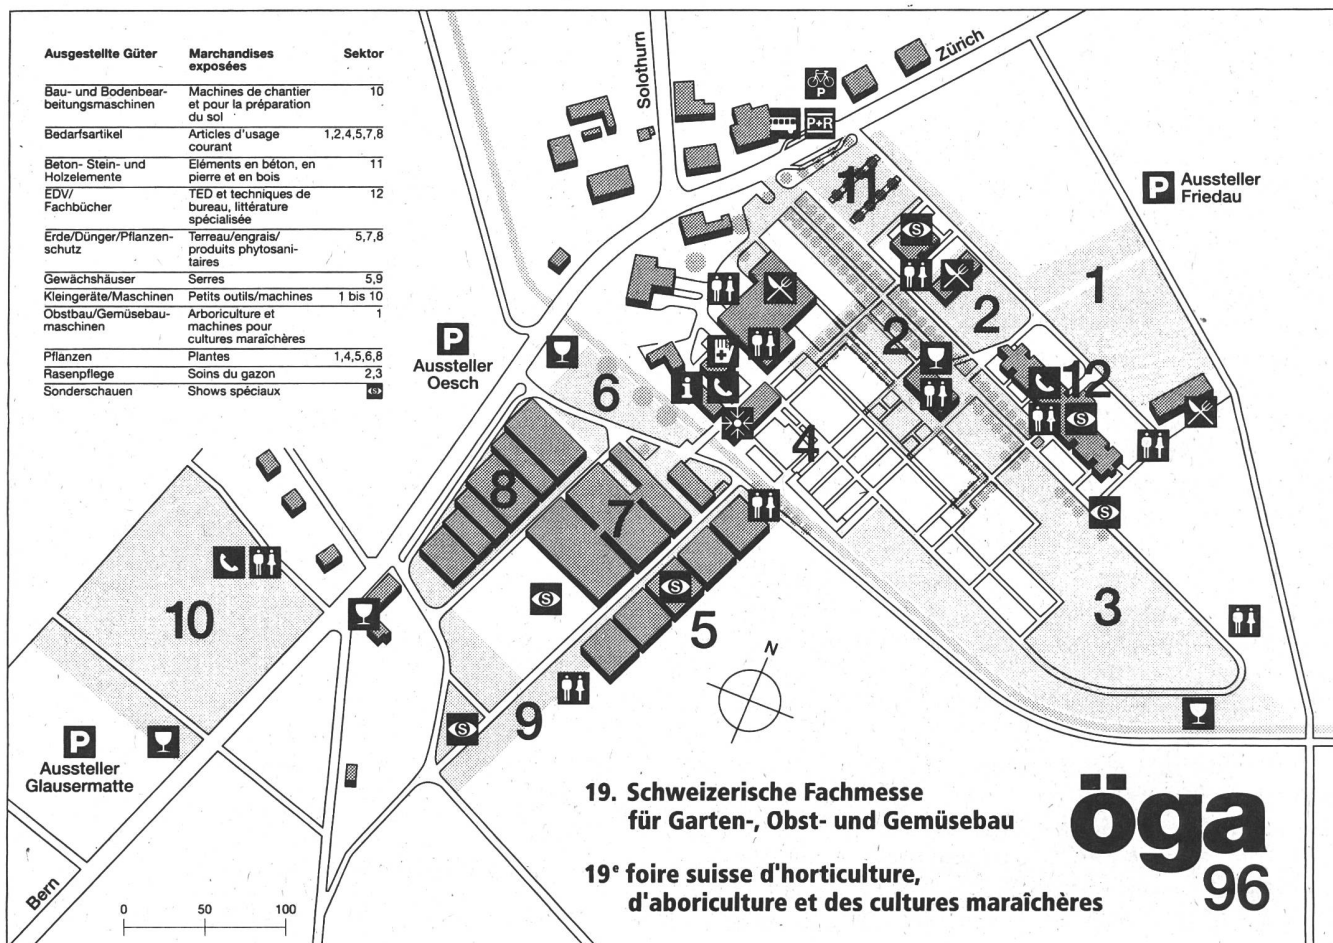 Ausgestellte Güter Marchandises Sektor
exposées
Bau- und Bodenbear- Machines de chantier 10
beitungsmaschinen et pour la préparation
du sol
Bedarfsartikel Articles d'usage 1,2,4,5,7,8
courant
Beton- Stein- und Eléments en béton, en 11
Holzelemente pierre et en bois
EDV/ TED et techniques de 12
Fachbücher bureau, littérature
spécialisée
Erde/Dünger/Pflanzen- Terreau/engrais/ 5,7,8
schutz produits phytosani-
taires
Gewächshäuser Serres 5,9
Kleingeräte/Maschinen Petits outils/machines 1 bis 10
Obstbau/Gemüsebau- Arboriculture et 1
maschinen machines pour
cultures maraîchères
Pflanzen Plantes 1,4,5,6,8
Rasenpflege Soins du gazon 2,3
Sonderschauen Shows spéciaux S
Solothurn
Zürich
P
P+R
11
P Aussteller
Friedau
S
1
2
2
P
Aussteller
Oesch
6
i
12
S
4
8
7
S
10
S
S
5
3
N
9
S
P
Aussteller
Glausermatte
Bern
0 50 100
19. Schweizerische Fachmesse
für Garten-, Obst- und Gemüsebau
19e foire suisse d'horticulture,
d'aboriculture et des cultures maraîchères
öga
96